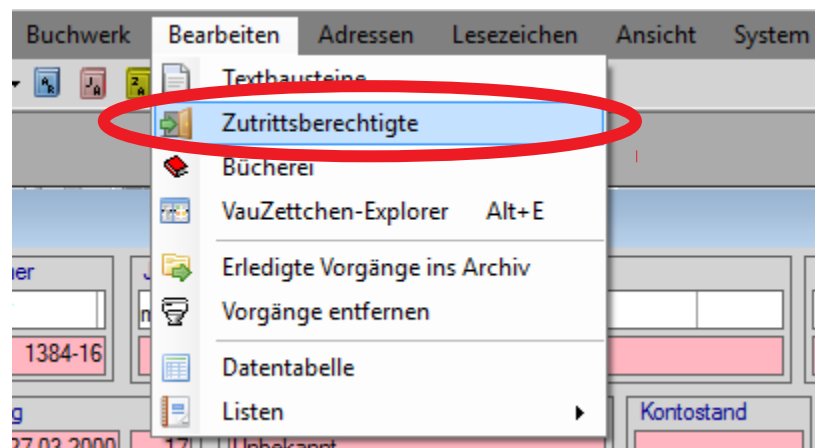 Buchwerk Bearbeiten Adressen Lesezeichen Ansicht System
Textbausteine
Zutrittsberechtigte
Bücherei
VauZettchen-Explorer Alt+E
Erledigte Vorgänge ins Archiv
Vorgänge entfernen
1384-16
Datentabelle
Listen
Kontostand
27.03.2000 17 Unbekannt